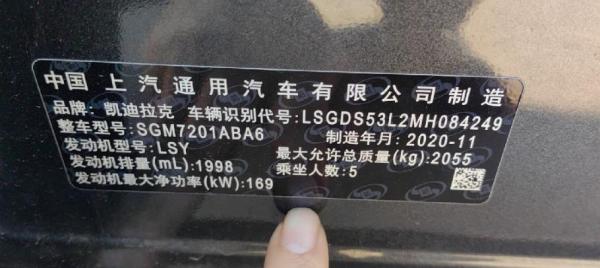 中国 上汽通用汽车有限公司制造
品牌: 凯迪拉克 车辆识别代号:LSGDS53L2MH084249
整车型号:SGM7201ABA6 制造年月: 2020-11
发动机型号: LSY 最大允许总质量(kg): 2055
发动机排量(mL):1998 乘坐人数: 5
发动机最大净功率(kW): 169